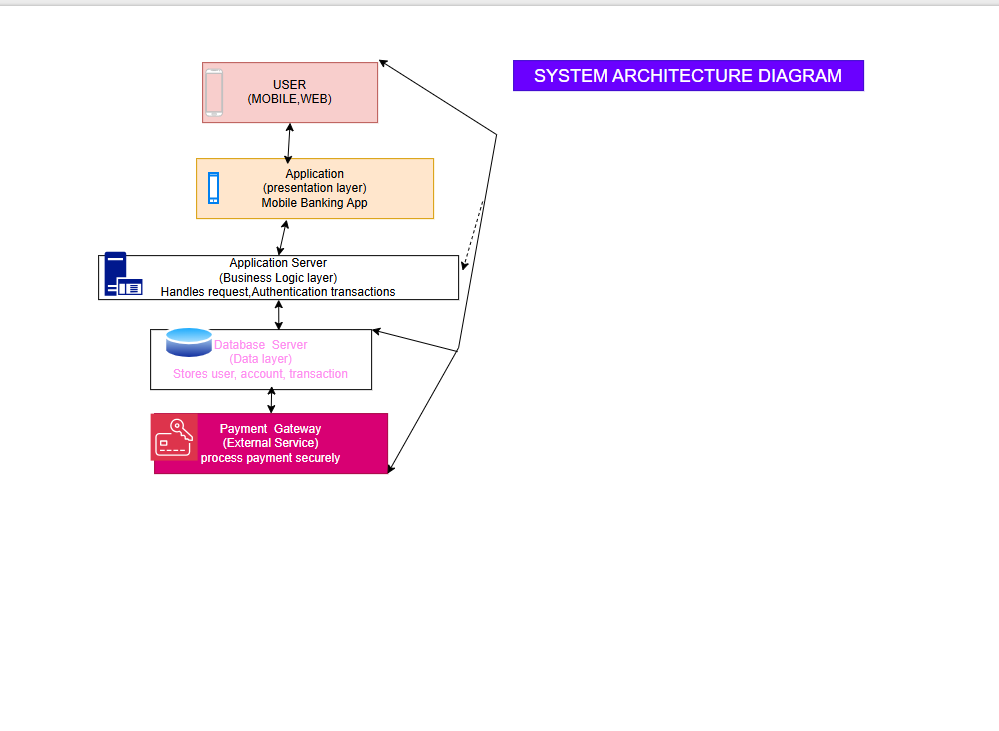 SYSTEM ARCHITECTURE DIAGRAM
USER
(MOBILE,WEB)
Application
(presentation layer)
Mobile Banking App
Application Server
(Business Logic layer)
Handles request,Authentication transactions
Database  Server
(Data layer)
Stores user, account, transaction
Payment  Gateway
(External Service)
process payment securely